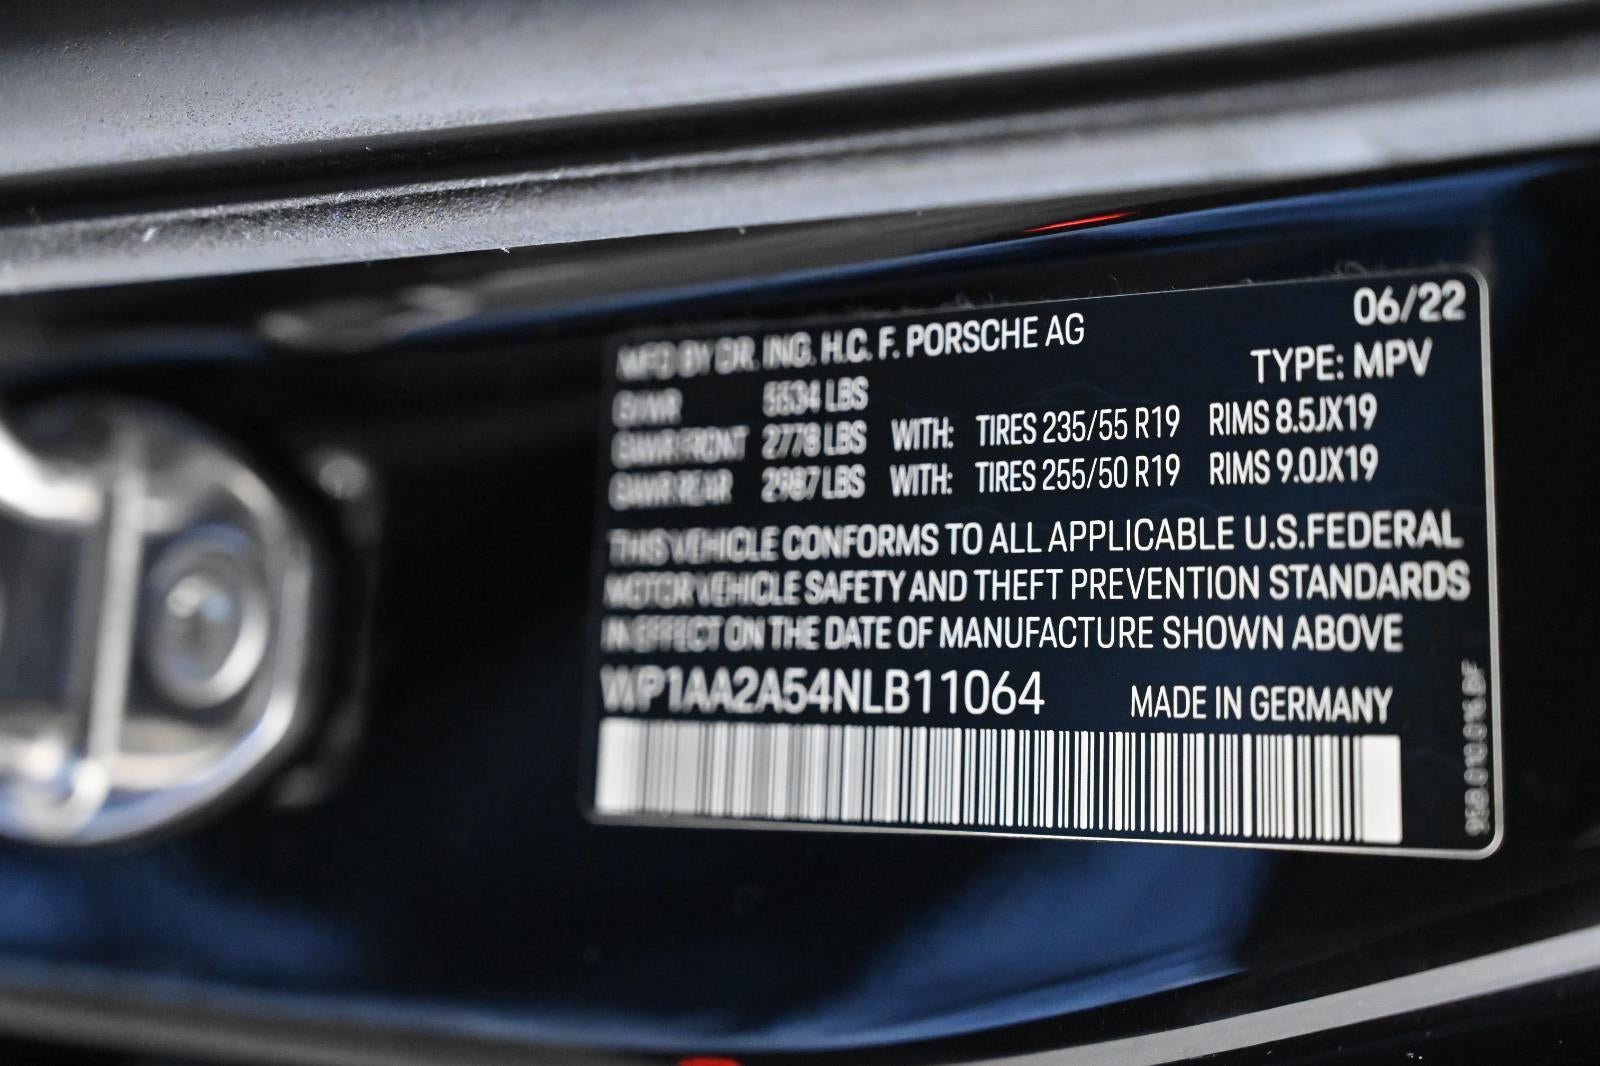 06/22
MFD BY DR. ING. H.C. F. PORSCHE AG
TYPE: MPV
GVWR 5534 LBS
GAWR FRONT 2778 LBS WITH: TIRES 235/55 R19 RIMS 8.5JX19
GAWR REAR 2987 LBS WITH: TIRES 255/50 R19 RIMS 9.0JX19
THIS VEHICLE CONFORMS TO ALL APPLICABLE U.S.FEDERAL
MOTOR VEHICLE SAFETY AND THEFT PREVENTION STANDARDS
IN EFFECT ON THE DATE OF MANUFACTURE SHOWN ABOVE
WP1AA2A54NLB11064 MADE IN GERMANY